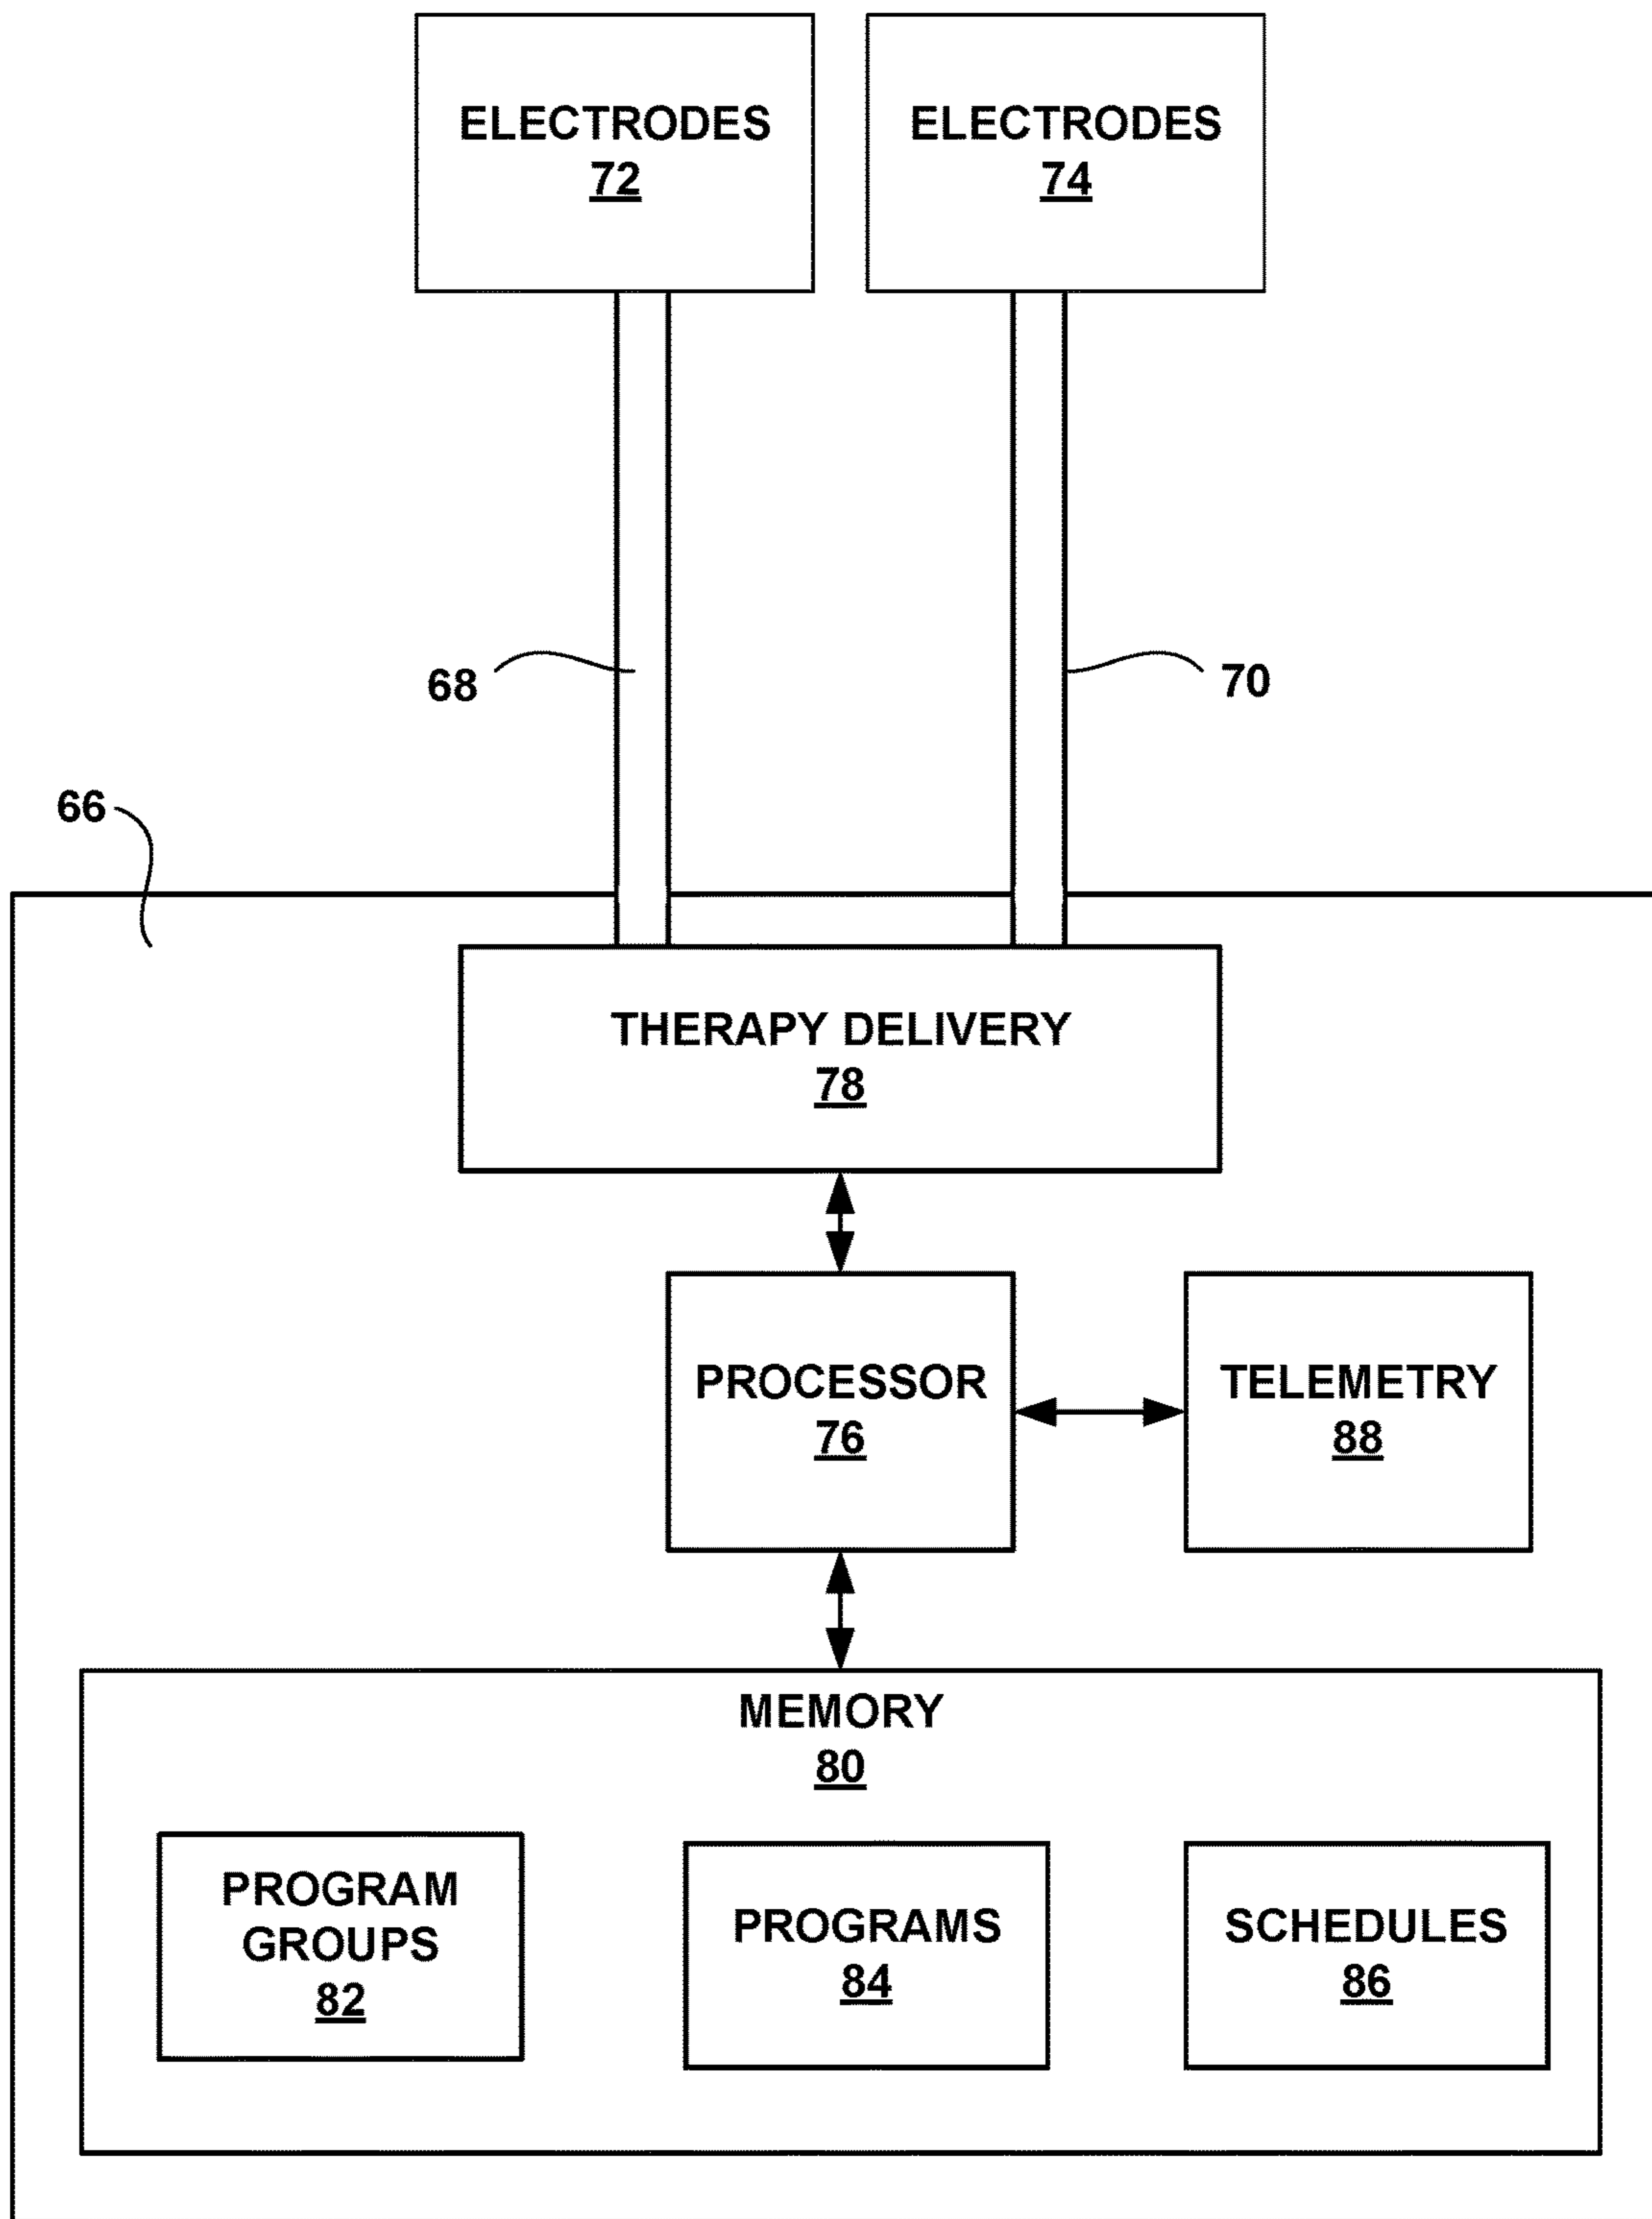 ELECTRODES
72
ELECTRODES
74
68
70
66
THERAPY DELIVERY
78
PROCESSOR
76
TELEMETRY
88
MEMORY
80
PROGRAM
GROUPS
82
PROGRAMS
84
SCHEDULES
86